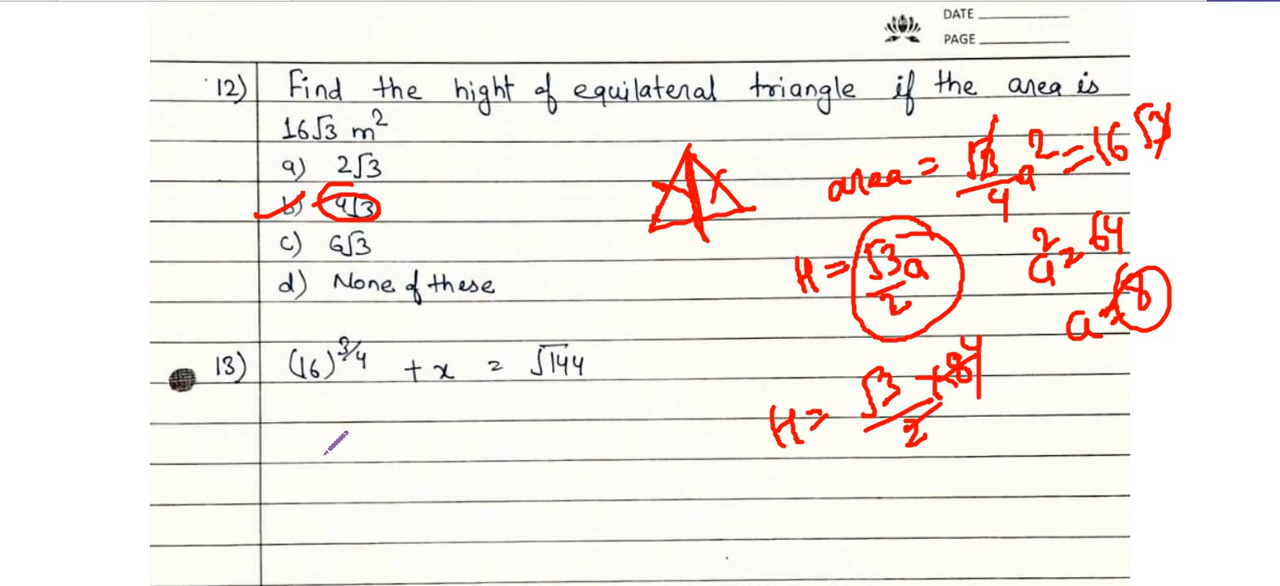 DATE
PAGE
12) Find the hight of equilateral triangle if the area is
16√3 m²
a) 2√3
b) 4√3
c) 6√3
d) None of these
area = √3/4 a² = 16√3
a² = 64
a = 8
H = √3a/2
H = √3 × 8 4/2
13) (16)^3/4 + x = √144